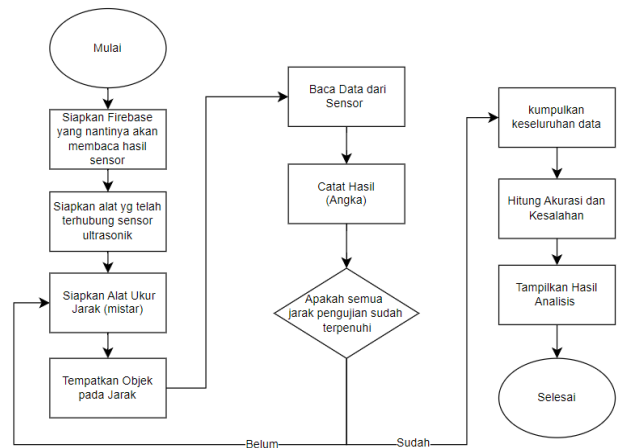 Mulai
Siapkan Firebase
yang nantinya akan
membaca hasil
sensor
Siapkan alat yg telah
terhubung sensor
ultrasonik
Siapkan Alat Ukur
Jarak (mistar)
Tempatkan Objek
pada Jarak
Baca Data dari
Sensor
Catat Hasil
(Angka)
Apakah semua
jarak pengujian sudah
terpenuhi
Belum
Sudah
kumpulkan
keseluruhan data
Hitung Akurasi dan
Kesalahan
Tampilkan Hasil
Analisis
Selesai